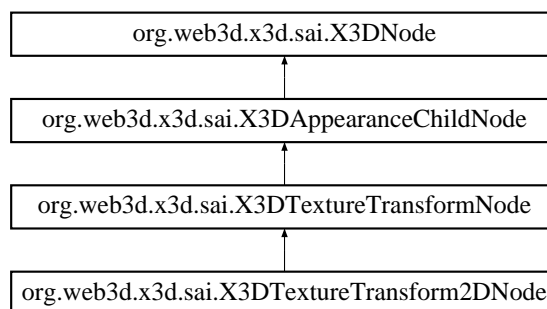 org.web3d.x3d.sai.X3DNode
org.web3d.x3d.sai.X3DAppearanceChildNode
org.web3d.x3d.sai.X3DTextureTransformNode
org.web3d.x3d.sai.X3DTextureTransform2DNode